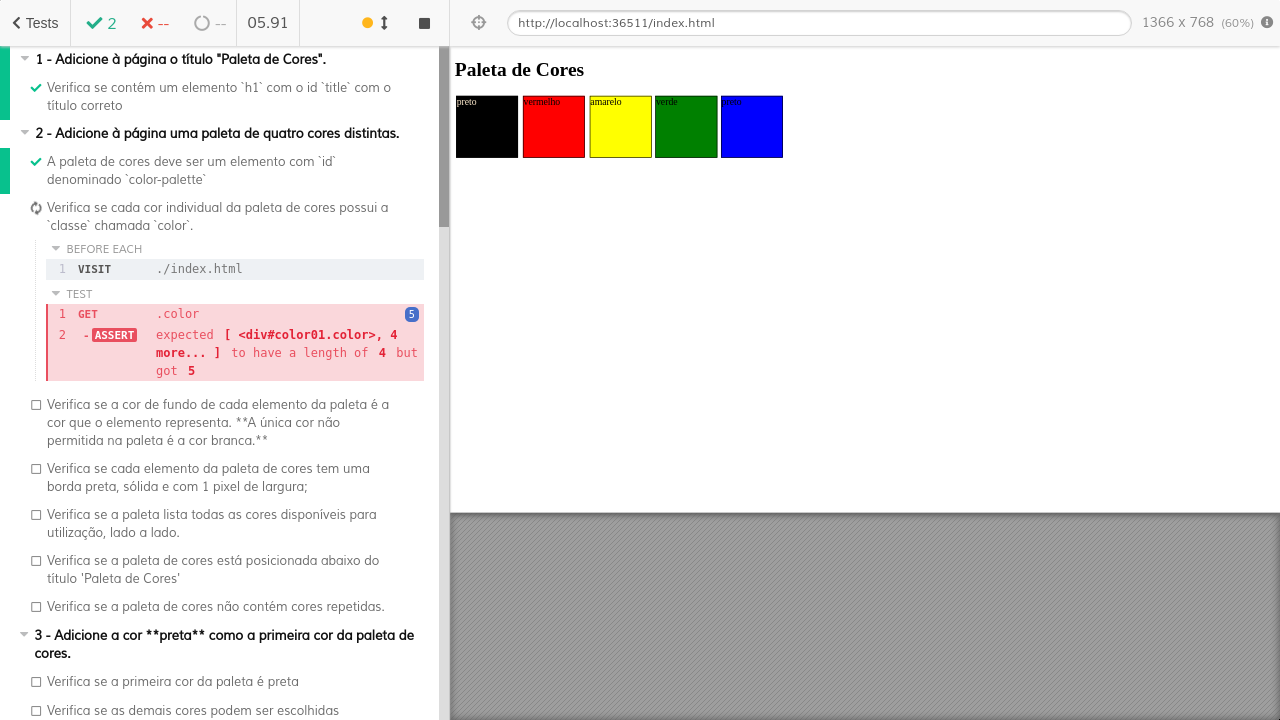 Tests
2
--
--
05.91
http://localhost:36511/index.html
1366 x 768 (60%)
1 - Adicione à página o título "Paleta de Cores".
Verifica se contém um elemento `h1` com o id `title` com o
título correto
2 - Adicione à página uma paleta de quatro cores distintas.
A paleta de cores deve ser um elemento com `id`
denominado `color-palette`
Verifica se cada cor individual da paleta de cores possui a
`classe` chamada `color`.
BEFORE EACH
1 VISIT ./index.html
TEST
1 GET .color 5
2 -ASSERT expected [ <div#color01.color>, 4
more... ] to have a length of 4 but
got 5
Verifica se a cor de fundo de cada elemento da paleta é a
cor que o elemento representa. **A única cor não
permitida na paleta é a cor branca.**
Verifica se cada elemento da paleta de cores tem uma
borda preta, sólida e com 1 pixel de largura;
Verifica se a paleta lista todas as cores disponíveis para
utilização, lado a lado.
Verifica se a paleta de cores está posicionada abaixo do
título 'Paleta de Cores'
Verifica se a paleta de cores não contém cores repetidas.
3 - Adicione a cor **preta** como a primeira cor da paleta de
cores.
Verifica se a primeira cor da paleta é preta
Verifica se as demais cores podem ser escolhidas
Paleta de Cores
preto vermelho amarelo verde preto